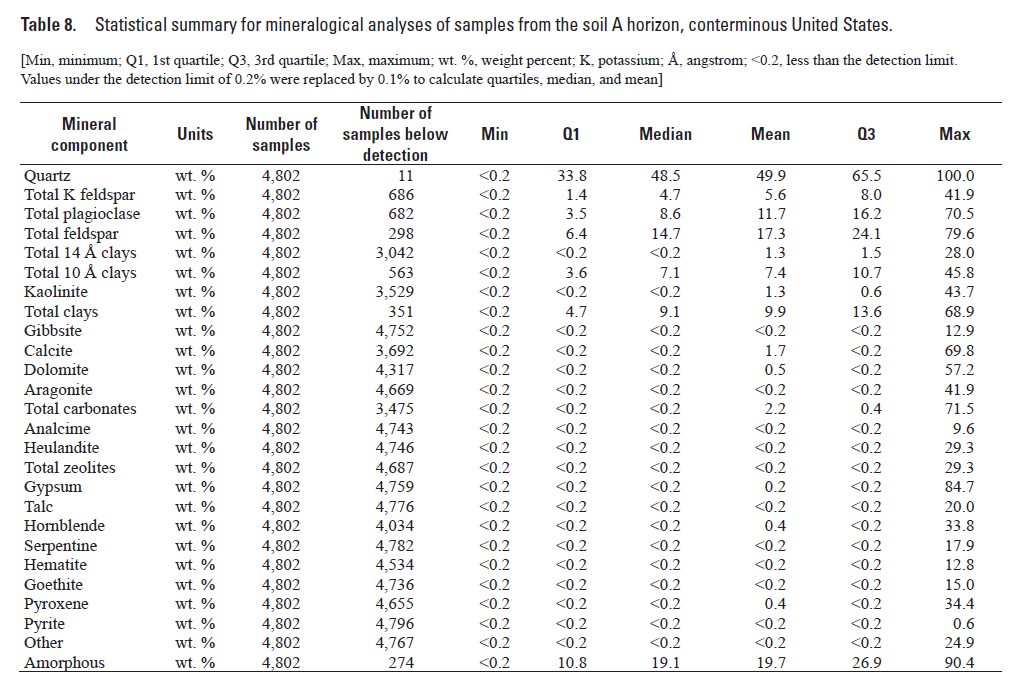 Table 8. Statistical summary for mineralogical analyses of samples from the soil A horizon, conterminous United States.
[Min, minimum; Q1, 1st quartile; Q3, 3rd quartile; Max, maximum; wt. %, weight percent; K, potassium; Å, angstrom; <0.2, less than the detection limit.
Values under the detection limit of 0.2% were replaced by 0.1% to calculate quartiles, median, and mean]
Mineral component Units Number of samples Number of samples below detection Min Q1 Median Mean Q3 Max
Quartz wt. % 4,802 11 <0.2 33.8 48.5 49.9 65.5 100.0
Total K feldspar wt. % 4,802 686 <0.2 1.4 4.7 5.6 8.0 41.9
Total plagioclase wt. % 4,802 682 <0.2 3.5 8.6 11.7 16.2 70.5
Total feldspar wt. % 4,802 298 <0.2 6.4 14.7 17.3 24.1 79.6
Total 14 Å clays wt. % 4,802 3,042 <0.2 <0.2 <0.2 1.3 1.5 28.0
Total 10 Å clays wt. % 4,802 563 <0.2 3.6 7.1 7.4 10.7 45.8
Kaolinite wt. % 4,802 3,529 <0.2 <0.2 <0.2 1.3 0.6 43.7
Total clays wt. % 4,802 351 <0.2 4.7 9.1 9.9 13.6 68.9
Gibbsite wt. % 4,802 4,752 <0.2 <0.2 <0.2 <0.2 <0.2 12.9
Calcite wt. % 4,802 3,692 <0.2 <0.2 <0.2 1.7 <0.2 69.8
Dolomite wt. % 4,802 4,317 <0.2 <0.2 <0.2 0.5 <0.2 57.2
Aragonite wt. % 4,802 4,669 <0.2 <0.2 <0.2 <0.2 <0.2 41.9
Total carbonates wt. % 4,802 3,475 <0.2 <0.2 <0.2 2.2 0.4 71.5
Analcime wt. % 4,802 4,743 <0.2 <0.2 <0.2 <0.2 <0.2 9.6
Heulandite wt. % 4,802 4,746 <0.2 <0.2 <0.2 <0.2 <0.2 29.3
Total zeolites wt. % 4,802 4,687 <0.2 <0.2 <0.2 <0.2 <0.2 29.3
Gypsum wt. % 4,802 4,759 <0.2 <0.2 <0.2 0.2 <0.2 84.7
Talc wt. % 4,802 4,776 <0.2 <0.2 <0.2 <0.2 <0.2 20.0
Hornblende wt. % 4,802 4,034 <0.2 <0.2 <0.2 0.4 <0.2 33.8
Serpentine wt. % 4,802 4,782 <0.2 <0.2 <0.2 <0.2 <0.2 17.9
Hematite wt. % 4,802 4,534 <0.2 <0.2 <0.2 <0.2 <0.2 12.8
Goethite wt. % 4,802 4,736 <0.2 <0.2 <0.2 <0.2 <0.2 15.0
Pyroxene wt. % 4,802 4,655 <0.2 <0.2 <0.2 0.4 <0.2 34.4
Pyrite wt. % 4,802 4,796 <0.2 <0.2 <0.2 <0.2 <0.2 0.6
Other wt. % 4,802 4,767 <0.2 <0.2 <0.2 <0.2 <0.2 24.9
Amorphous wt. % 4,802 274 <0.2 10.8 19.1 19.7 26.9 90.4